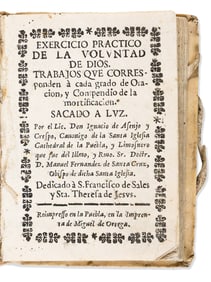 EXERCICIO PRACTICO
DE LA VOLUNTAD
DE DIOS.
TRABAJOS QUE CORRES-
ponden à cada grado de Ora-
cion, y Compendio de la
mortificacion.
SACADO A LUZ.
Por el Lic. Don Ignacio de Asenjo y
Crespo, Canonigo de la Santa Iglesia
Cathedral de la Puebla, y Limosnero
que fue del Illmo, y Rmo. Sr. Doctr.
D. Manuel Fernandez de Santa Cruz,
Obispo de dicha Santa Iglesia.
Dedicado à S. Francisco de Sales
y Sta. Theresa de Jesvs.
Reimpresso en la Puebla, en la Impren-
ta de Miguel de Ortega.